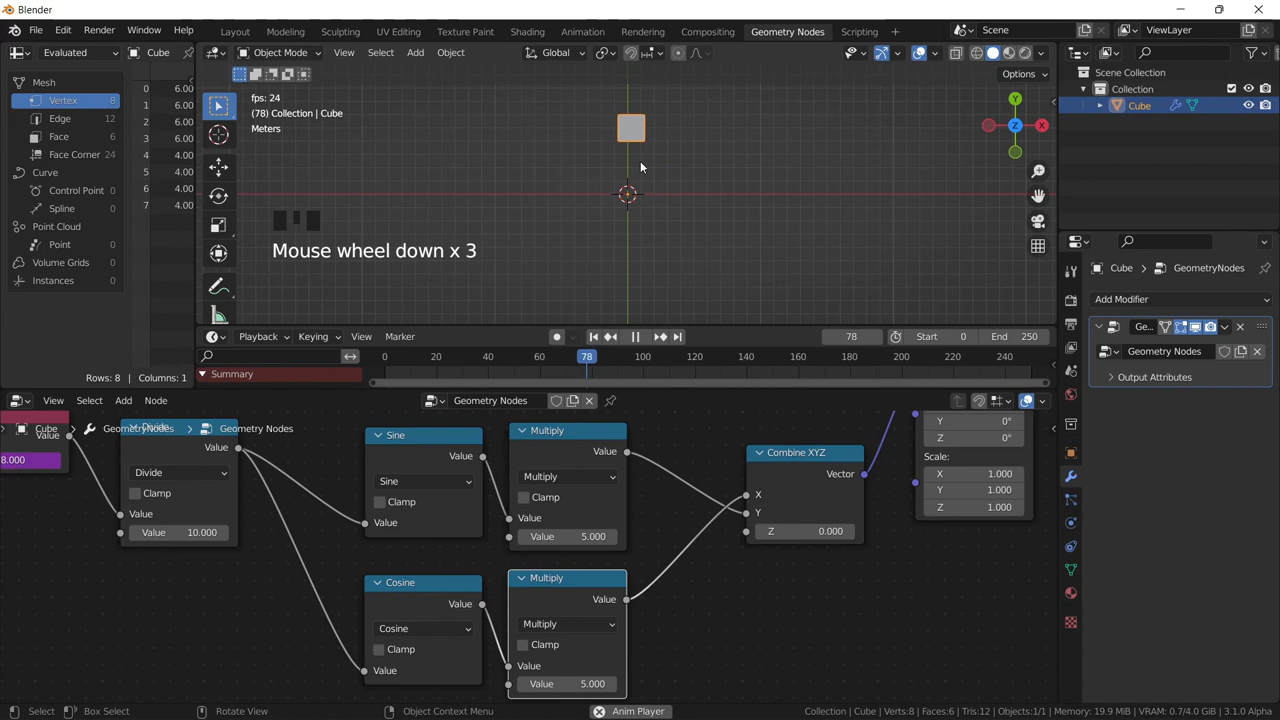 Blender
File Edit Render Window Help Layout Modeling Sculpting UV Editing Texture Paint Shading Animation Rendering Compositing Geometry Nodes Scripting + Scene ViewLayer
Evaluated Cube Object Mode View Select Add Object Global
Options
Mesh
Vertex 8
Edge 12
Face 6
Face Corner 24
Curve
Control Point 0
Spline 0
Point Cloud
Point 0
Volume Grids 0
Instances 0
0 6.00
1 6.00
2 6.00
3 6.00
4 4.00
5 4.00
6 4.00
7 4.00
Rows: 8 | Columns: 1
fps: 24
(78) Collection | Cube
Meters
Mouse wheel down x 3
Y
Z
X
Playback Keying View Marker 78 Start 0 End 250
0 20 40 60 78 100 120 140 160 180 200 220 240
Summary
Scene Collection
Collection
Cube
Cube > GeometryNodes
Add Modifier
Ge...
Geometry Nodes
Output Attributes
View Select Add Node Geometry Nodes
Cube > GeometryNodes > Geometry Nodes
Value
8.000
Divide
Value
Divide
Clamp
Value
Value 10.000
Sine
Value
Sine
Clamp
Value
Multiply
Value
Multiply
Clamp
Value
Value 5.000
Cosine
Value
Cosine
Clamp
Value
Multiply
Value
Multiply
Clamp
Value
Value 5.000
Combine XYZ
Vector
X
Y
Z 0.000
Y 0°
Z 0°
Scale:
X 1.000
Y 1.000
Z 1.000
Select Box Select Rotate View Object Context Menu Anim Player Collection | Cube | Verts:8 | Faces:6 | Tris:12 | Objects:1/1 | Memory: 19.9 MiB | VRAM: 0.7/4.0 GiB | 3.1.0 Alpha